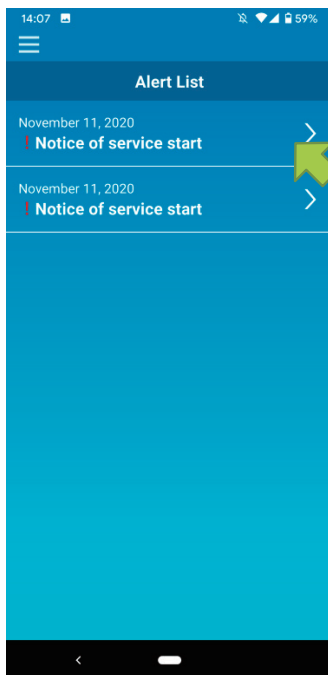 14:07
59%
Alert List
November 11, 2020
! Notice of service start
November 11, 2020
! Notice of service start